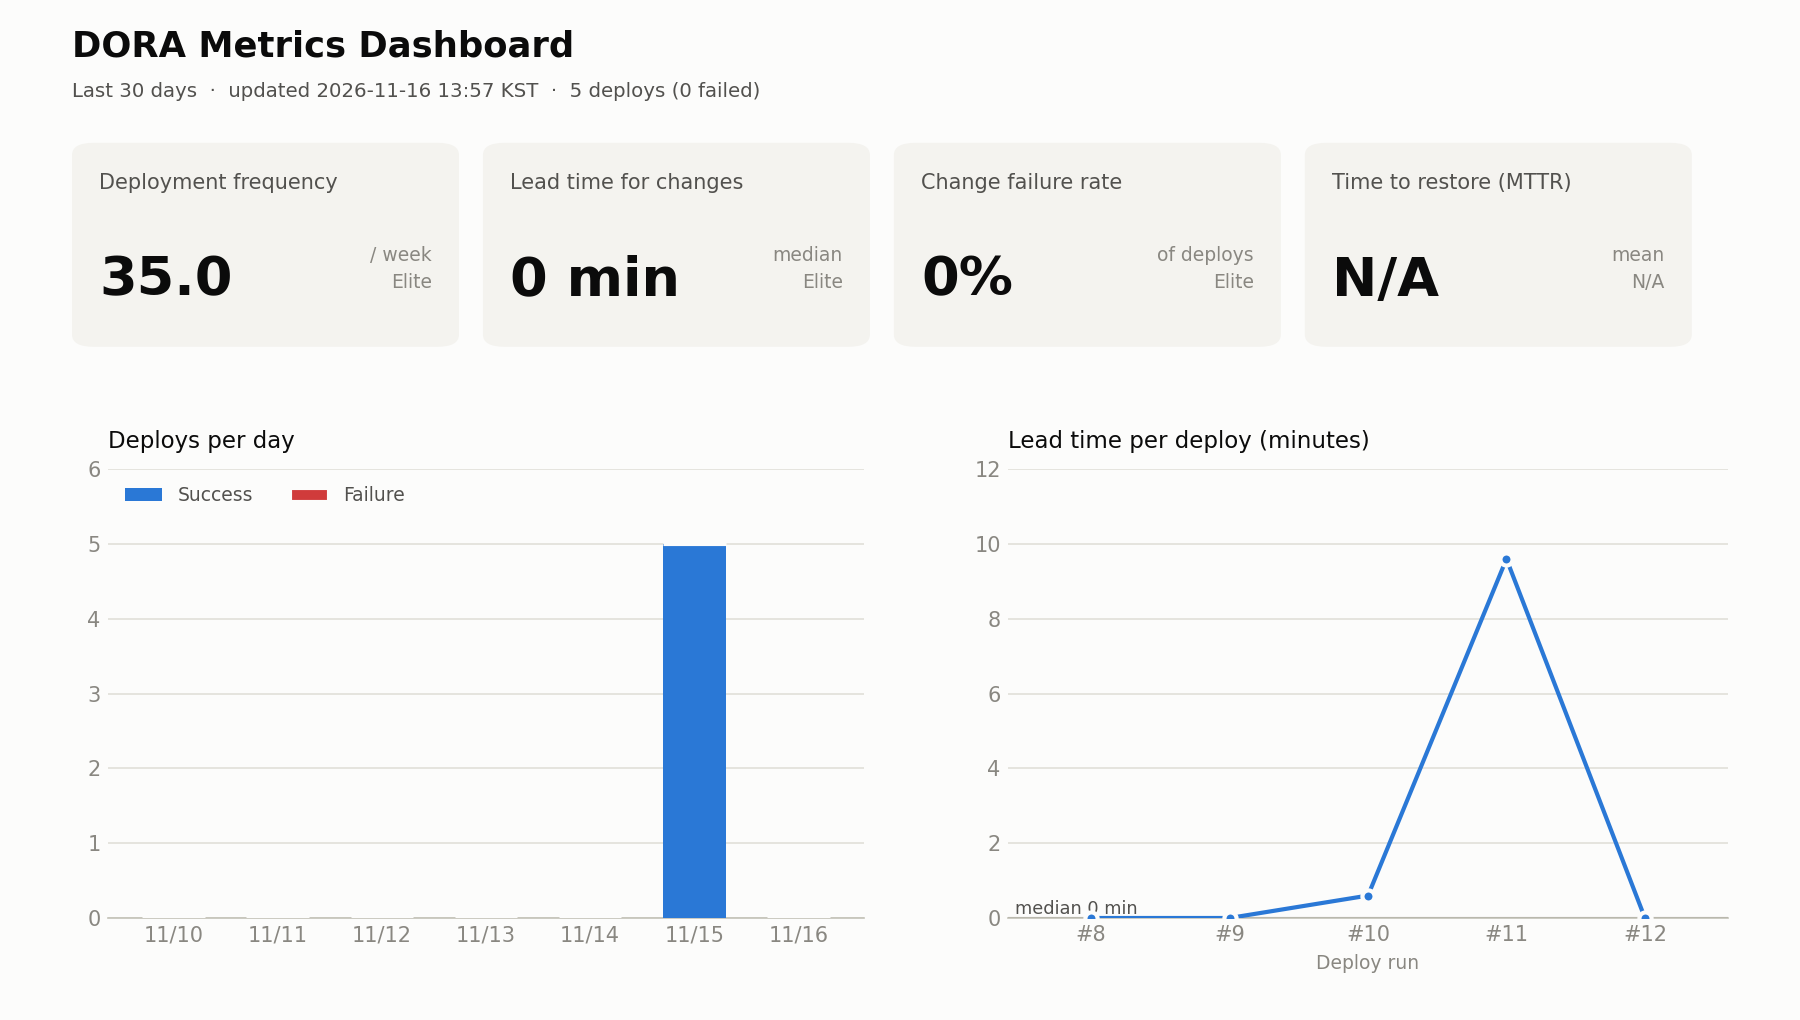 DORA Metrics Dashboard
Last 30 days · updated 2026-11-16 13:57 KST · 5 deploys (0 failed)
Deployment frequency
35.0
/ week
Elite
Lead time for changes
0 min
median
Elite
Change failure rate
0%
of deploys
Elite
Time to restore (MTTR)
N/A
mean
N/A
Deploys per day
6
5
4
3
2
1
0
Success
Failure
11/10 11/11 11/12 11/13 11/14 11/15 11/16
Lead time per deploy (minutes)
12
10
8
6
4
2
0
median 0 min
#8 #9 #10 #11 #12
Deploy run